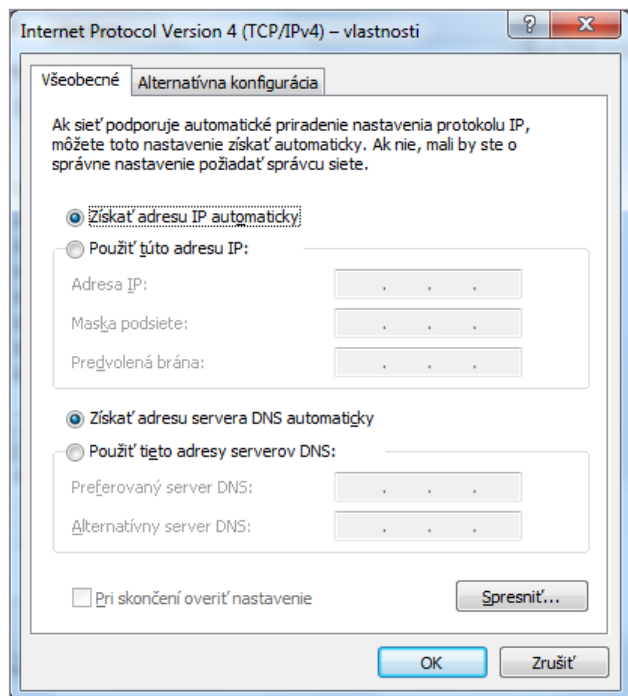 Internet Protocol Version 4 (TCP/IPv4) – vlastnosti
Všeobecné
Alternatívna konfigurácia
Ak sieť podporuje automatické priradenie nastavenia protokolu IP,
môžete toto nastavenie získať automaticky. Ak nie, mali by ste o
správne nastavenie požiadať správcu siete.
Získať adresu IP automaticky
Použiť túto adresu IP:
Adresa IP:
Maska podsiete:
Predvolená brána:
Získať adresu servera DNS automaticky
Použiť tieto adresy serverov DNS:
Preferovaný server DNS:
Alternatívny server DNS:
Pri skončení overiť nastavenie
Spresniť...
OK
Zrušiť